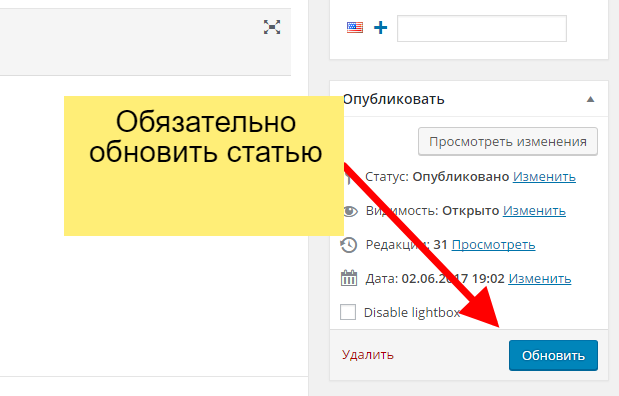 Опубликовать
Обязательно
обновить статью
Просмотреть изменения
Статус: Опубликовано Изменить
Видимость: Открыто Изменить
Редакции: 31 Просмотреть
Дата: 02.06.2017 19:02 Изменить
Disable lightbox
Удалить
Обновить